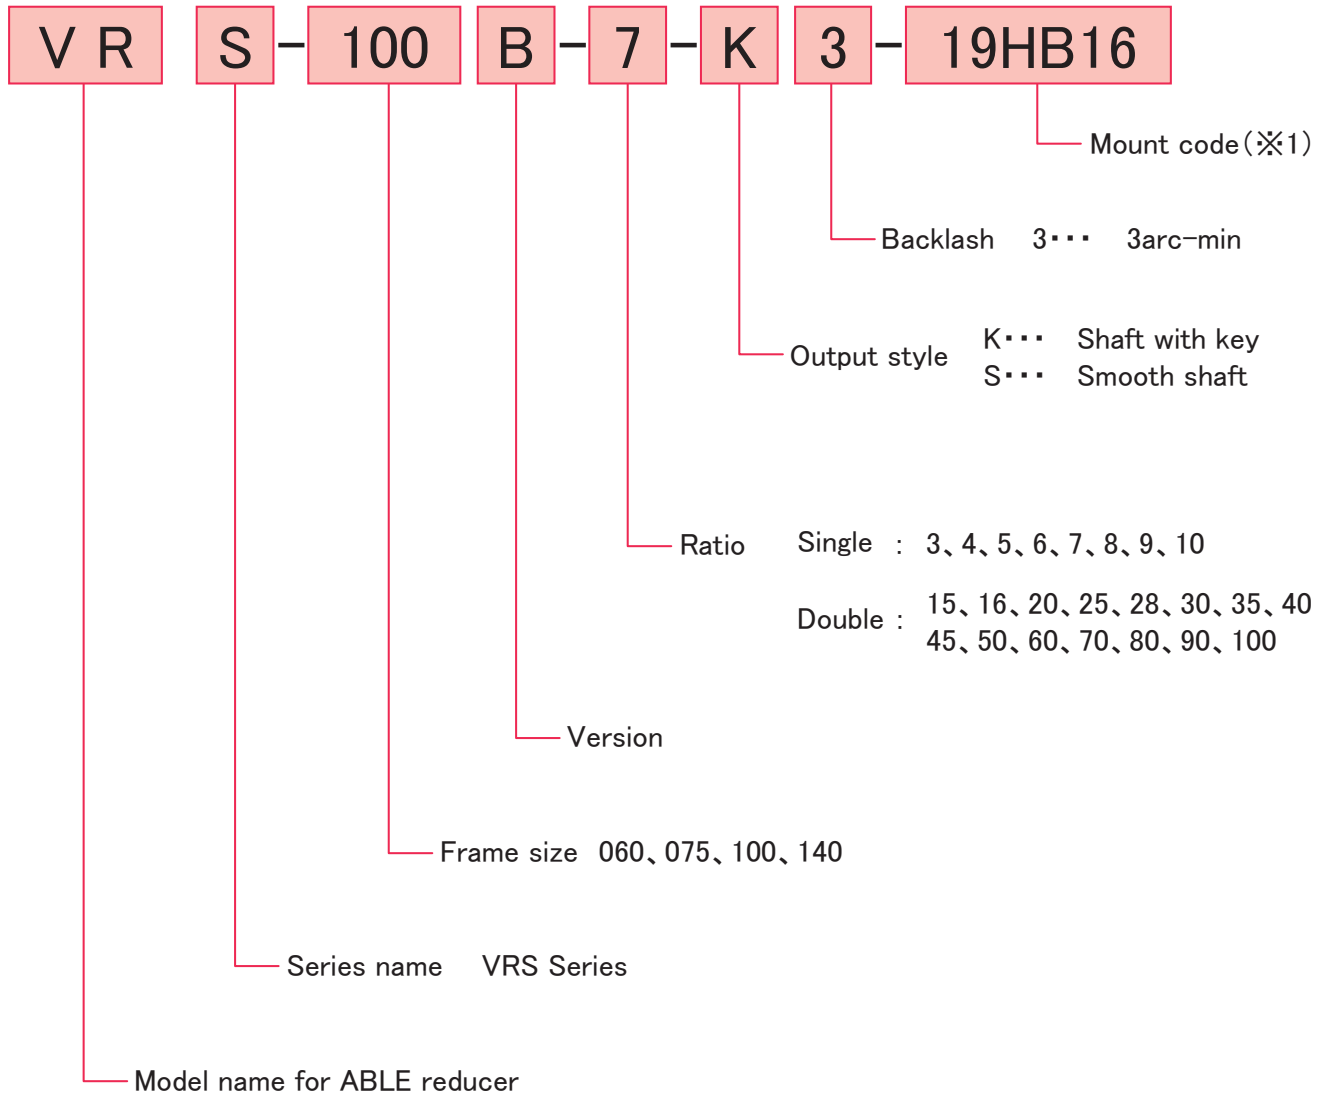 VR S-100 B-7-K 3-19HB16
Mount code(※1)
Backlash 3･･･ 3arc-min
K･･･ Shaft with key
Output style
S･･･ Smooth shaft
Ratio Single : 3、4、5、6、7、8、9、10
15、16、20、25、28、30、35、40
Double :
45、50、60、70、80、90、100
Version
Frame size 060、075、100、140
Series name VRS Series
Model name for ABLE reducer